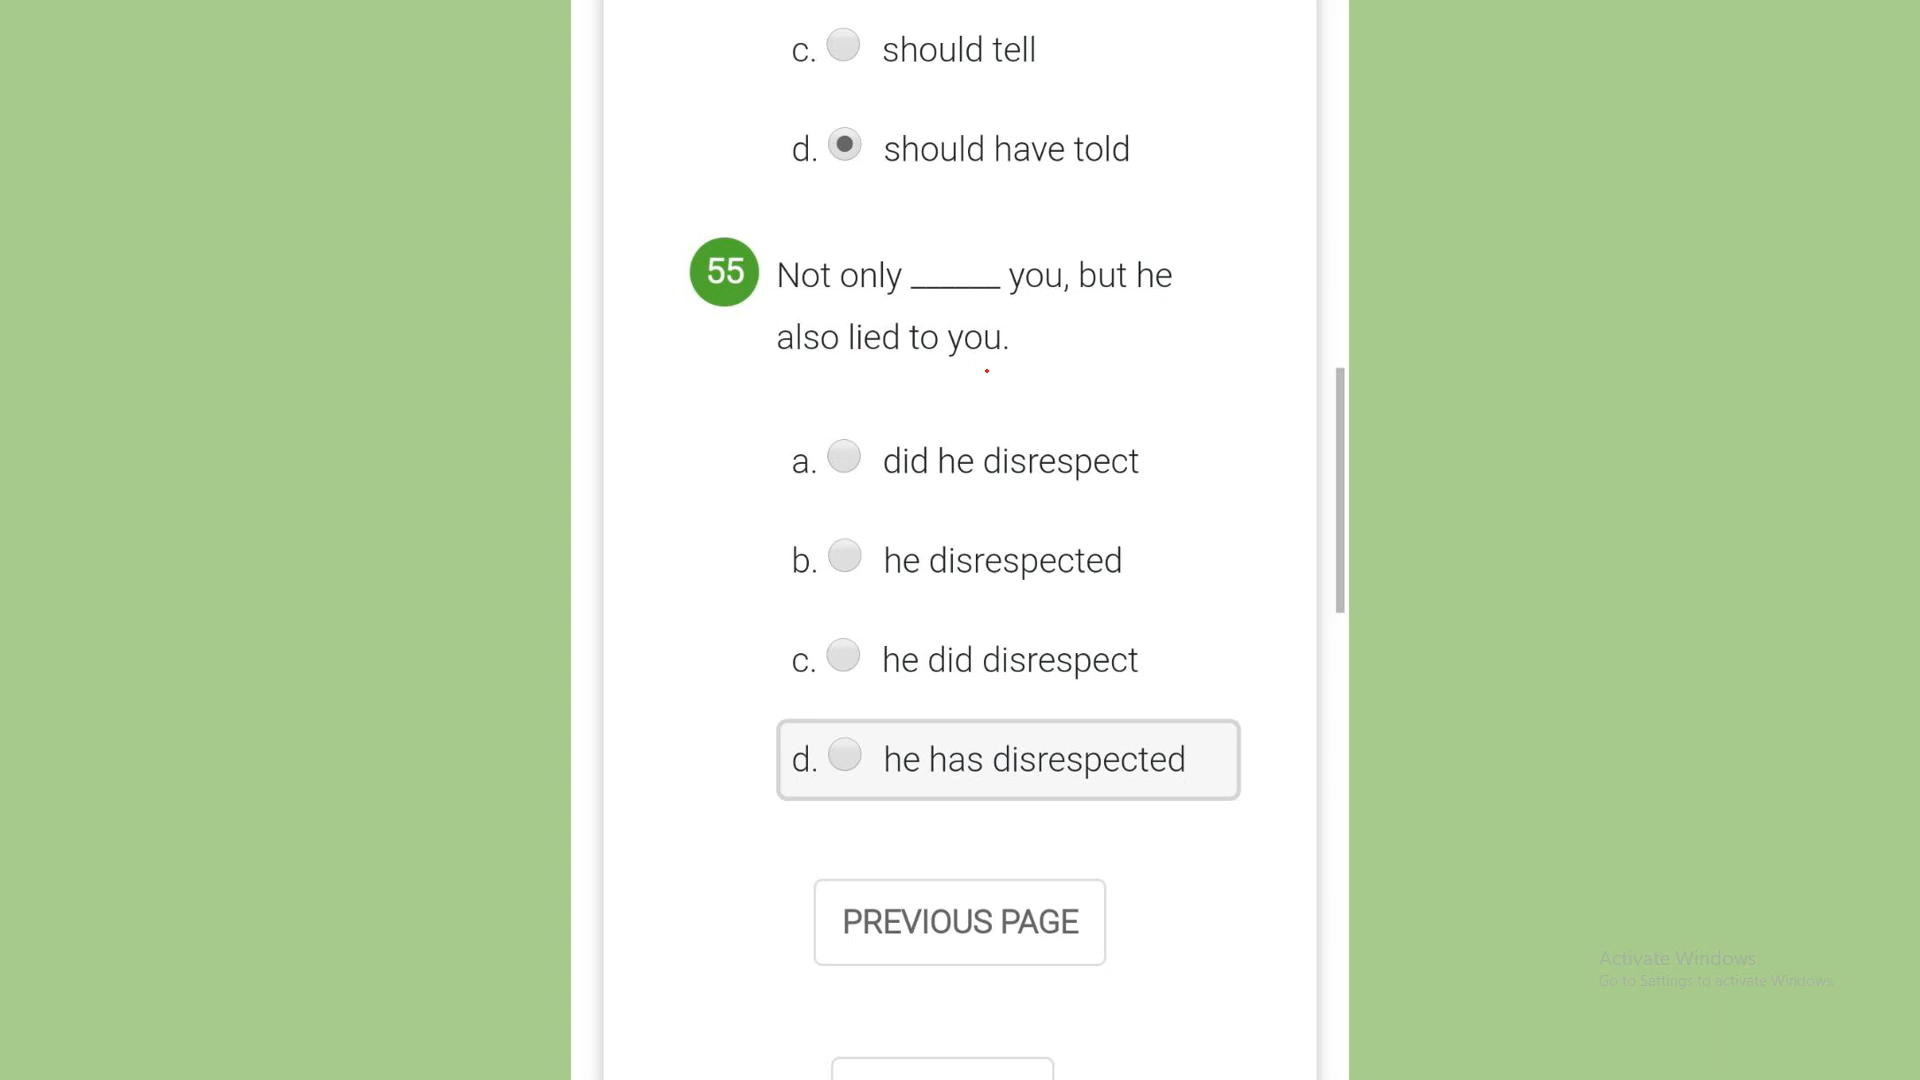 c. should tell
d. should have told
55 Not only ______ you, but he
also lied to you.
a. did he disrespect
b. he disrespected
c. he did disrespect
d. he has disrespected
PREVIOUS PAGE
Activate Windows
Go to Settings to activate Windows.